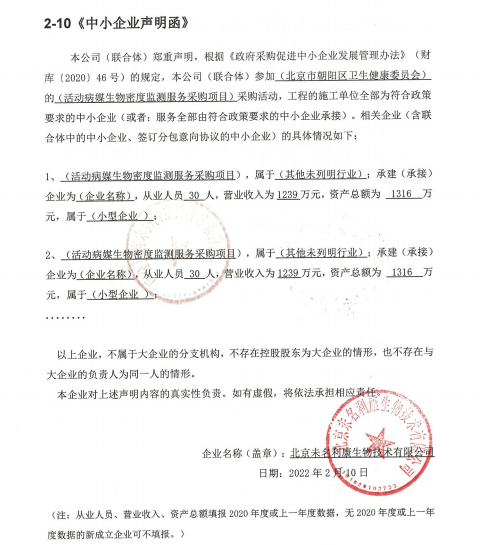 2-10《中小企业声明函》
本公司（联合体）郑重声明，根据《政府采购促进中小企业发展管理办法》（财
库〔2020〕46 号）的规定，本公司（联合体）参加（北京市朝阳区卫生健康委员会）
的（活动病媒生物密度监测服务采购项目）采购活动，工程的施工单位全部为符合政策
要求的中小企业（或者：服务全部由符合政策要求的中小企业承接）。相关企业（含联
合体中的中小企业、签订分包意向协议的中小企业）的具体情况如下：
1、（活动病媒生物密度监测服务采购项目），属于（其他未列明行业）；承建（承接）
企业为（企业名称），从业人员 30 人，营业收入为 1239 万元，资产总额为 1316 万
元，属于（小型企业 ）；
2、（活动病媒生物密度监测服务采购项目），属于（其他未列明行业）；承建（承接）
企业为（企业名称），从业人员 30 人，营业收入为 1239 万元，资产总额为 1316 万
元，属于（小型企业 ）；
........
以上企业，不属于大企业的分支机构，不存在控股股东为大企业的情形，也不存在与
大企业的负责人为同一人的情形。
本企业对上述声明内容的真实性负责。如有虚假，将依法承担相应责任。
北京未名利康生物技术有限公司
企业名称（盖章）：北京未名利康生物技术有限公司
日期：2022 年 2 月 10 日
（注：从业人员、营业收入、资产总额填报 2020 年度或上一年度数据，无 2020 年度或上一年
度数据的新成立企业可不填报。）